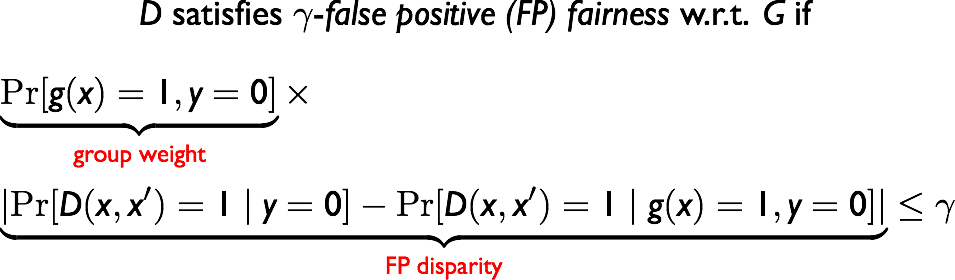 D satisfies γ-false positive (FP) fairness w.r.t. G if
Pr[g(x) = 1, y = 0] ×
group weight
|Pr[D(x, x′) = 1 | y = 0] − Pr[D(x, x′) = 1 | g(x) = 1, y = 0]| ≤ γ
FP disparity